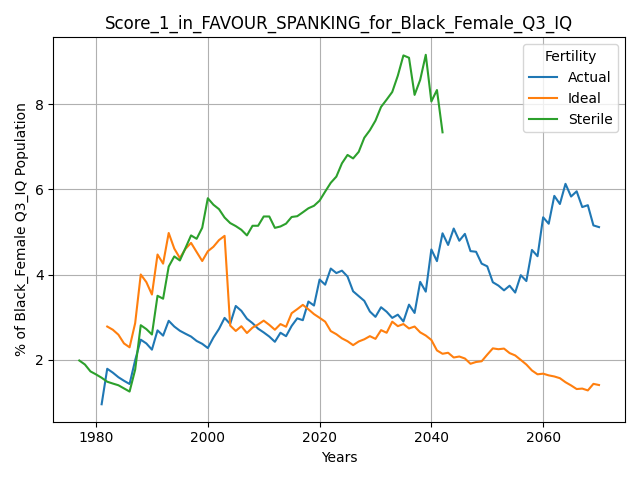 Score_1_in_FAVOUR_SPANKING_for_Black_Female_Q3_IQ
Fertility
Actual
Ideal
Sterile
% of Black_Female Q3_IQ Population
8
6
4
2
1980
2000
2020
2040
2060
Years